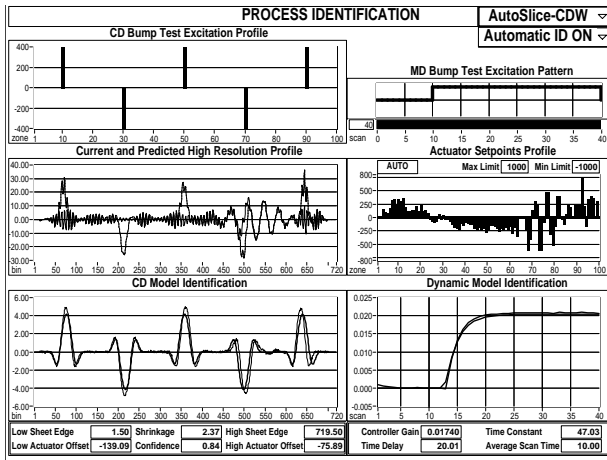 PROCESS IDENTIFICATION
AutoSlice-CDW
Automatic ID ON
CD Bump Test Excitation Profile
400
200
0
-200
-400
zone
1 10 20 30 40 50 60 70 80 90 100
MD Bump Test Excitation Pattern
40
scan
0 5 10 15 20 25 30 35 40
Current and Predicted High Resolution Profile
40.00
30.00
20.00
10.00
0.00
-10.00
-20.00
-30.00
bin
1 50 100 150 200 250 300 350 400 450 500 550 600 650 720
Actuator Setpoints Profile
AUTO Max Limit 1000 Min Limit -1000
800
500
250
0
-250
-500
-800
zone
1 10 20 30 40 50 60 70 80 90 100
CD Model Identification
6.00
4.00
2.00
0.00
-2.00
-4.00
-6.00
bin
1 50 100 150 200 250 300 350 400 450 500 550 600 650 720
Dynamic Model Identification
0.025
0.020
0.015
0.010
0.005
0.000
-0.005
scan
1 5 10 15 20 25 30 35 40
Low Sheet Edge 1.50 Shrinkage 2.37 High Sheet Edge 719.50
Low Actuator Offset -139.09 Confidence 0.84 High Actuator Offset -75.89
Controller Gain 0.01740 Time Constant 47.03
Time Delay 20.01 Average Scan Time 10.00